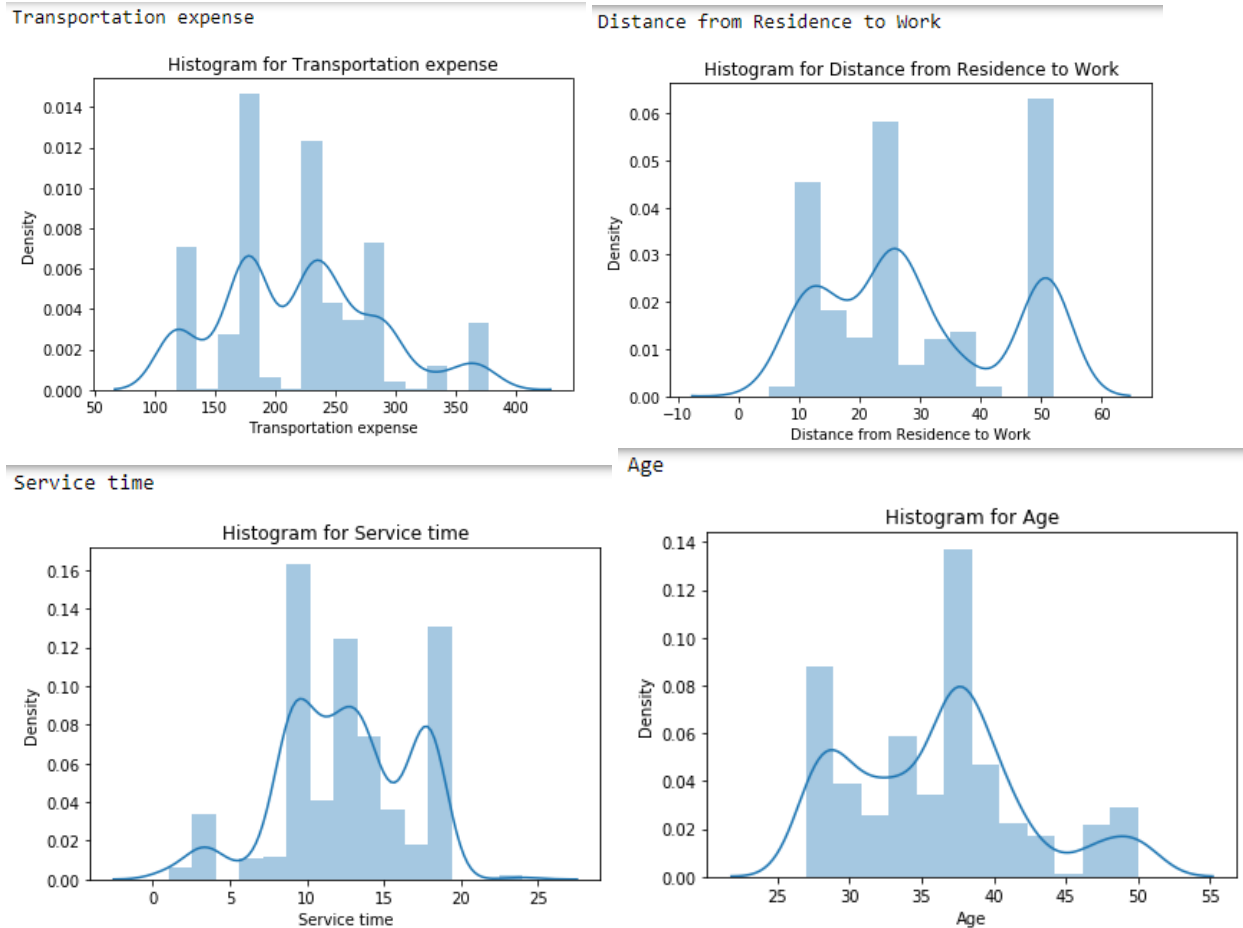 Transportation expense
Histogram for Transportation expense
0.014
0.012
0.010
0.008
0.006
0.004
0.002
0.000
Density
50 100 150 200 250 300 350 400
Transportation expense
Distance from Residence to Work
Histogram for Distance from Residence to Work
0.06
0.05
0.04
0.03
0.02
0.01
0.00
Density
−10 0 10 20 30 40 50 60
Distance from Residence to Work
Service time
Histogram for Service time
0.16
0.14
0.12
0.10
0.08
0.06
0.04
0.02
0.00
Density
0 5 10 15 20 25
Service time
Age
Histogram for Age
0.14
0.12
0.10
0.08
0.06
0.04
0.02
0.00
Density
25 30 35 40 45 50 55
Age